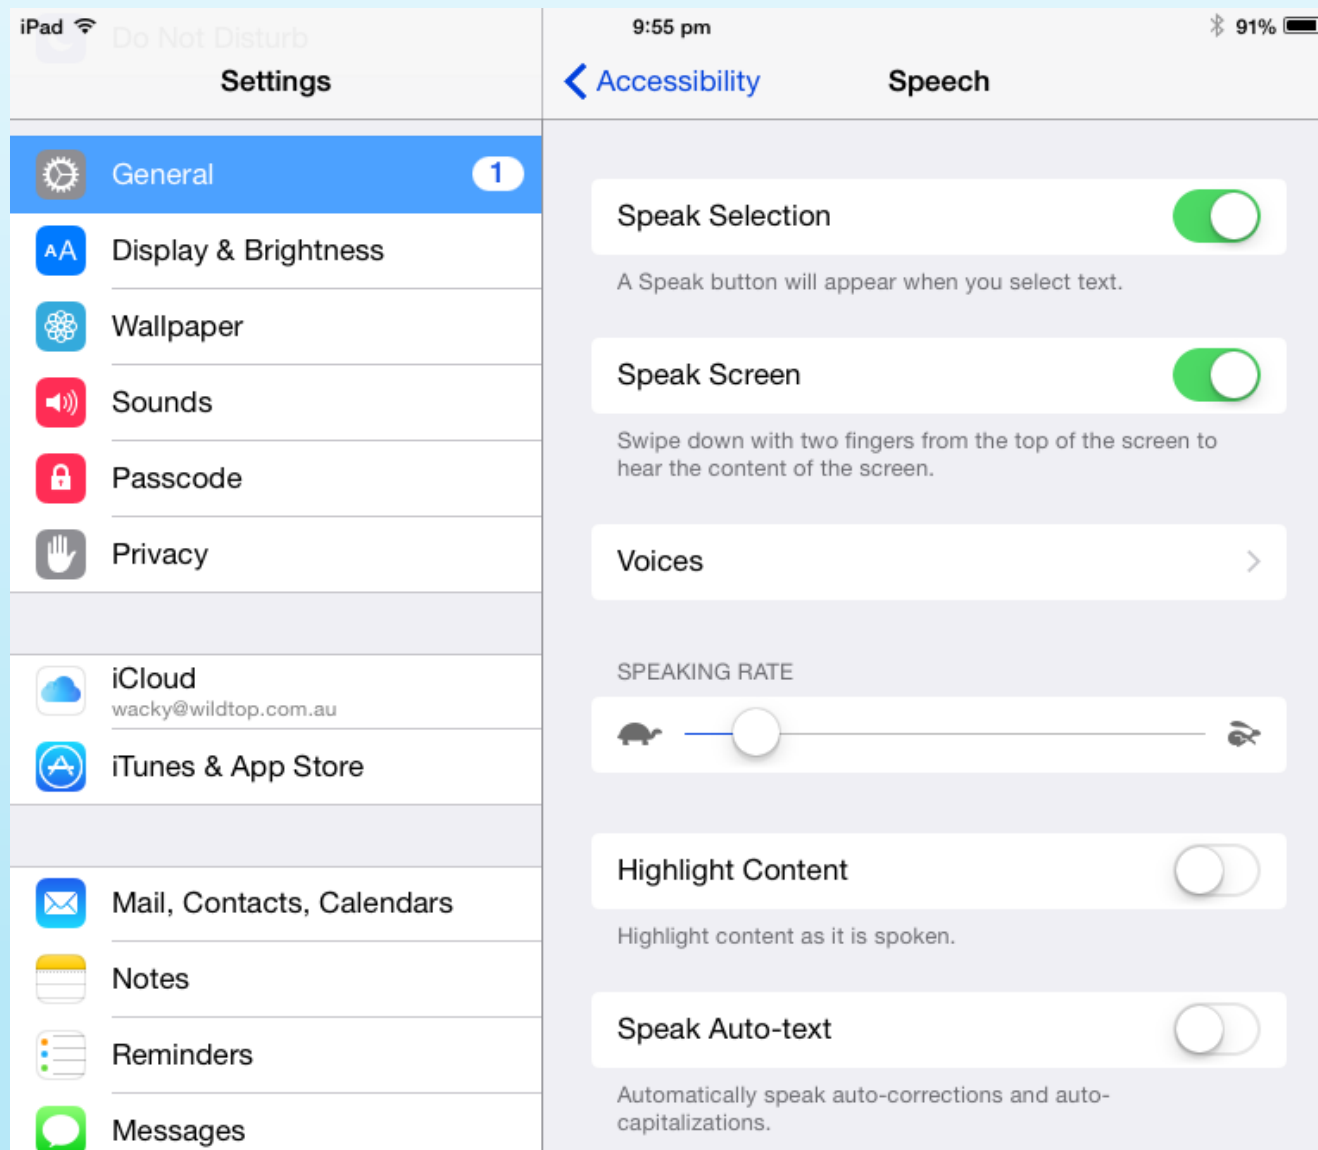 iPad
9:55 pm
91%
Do Not Disturb
Settings
Accessibility
Speech
General
1
Display & Brightness
Wallpaper
Sounds
Passcode
Privacy
iCloud
wacky@wildtop.com.au
iTunes & App Store
Mail, Contacts, Calendars
Notes
Reminders
Messages
Speak Selection
A Speak button will appear when you select text.
Speak Screen
Swipe down with two fingers from the top of the screen to
hear the content of the screen.
Voices
SPEAKING RATE
Highlight Content
Highlight content as it is spoken.
Speak Auto-text
Automatically speak auto-corrections and auto-
capitalizations.